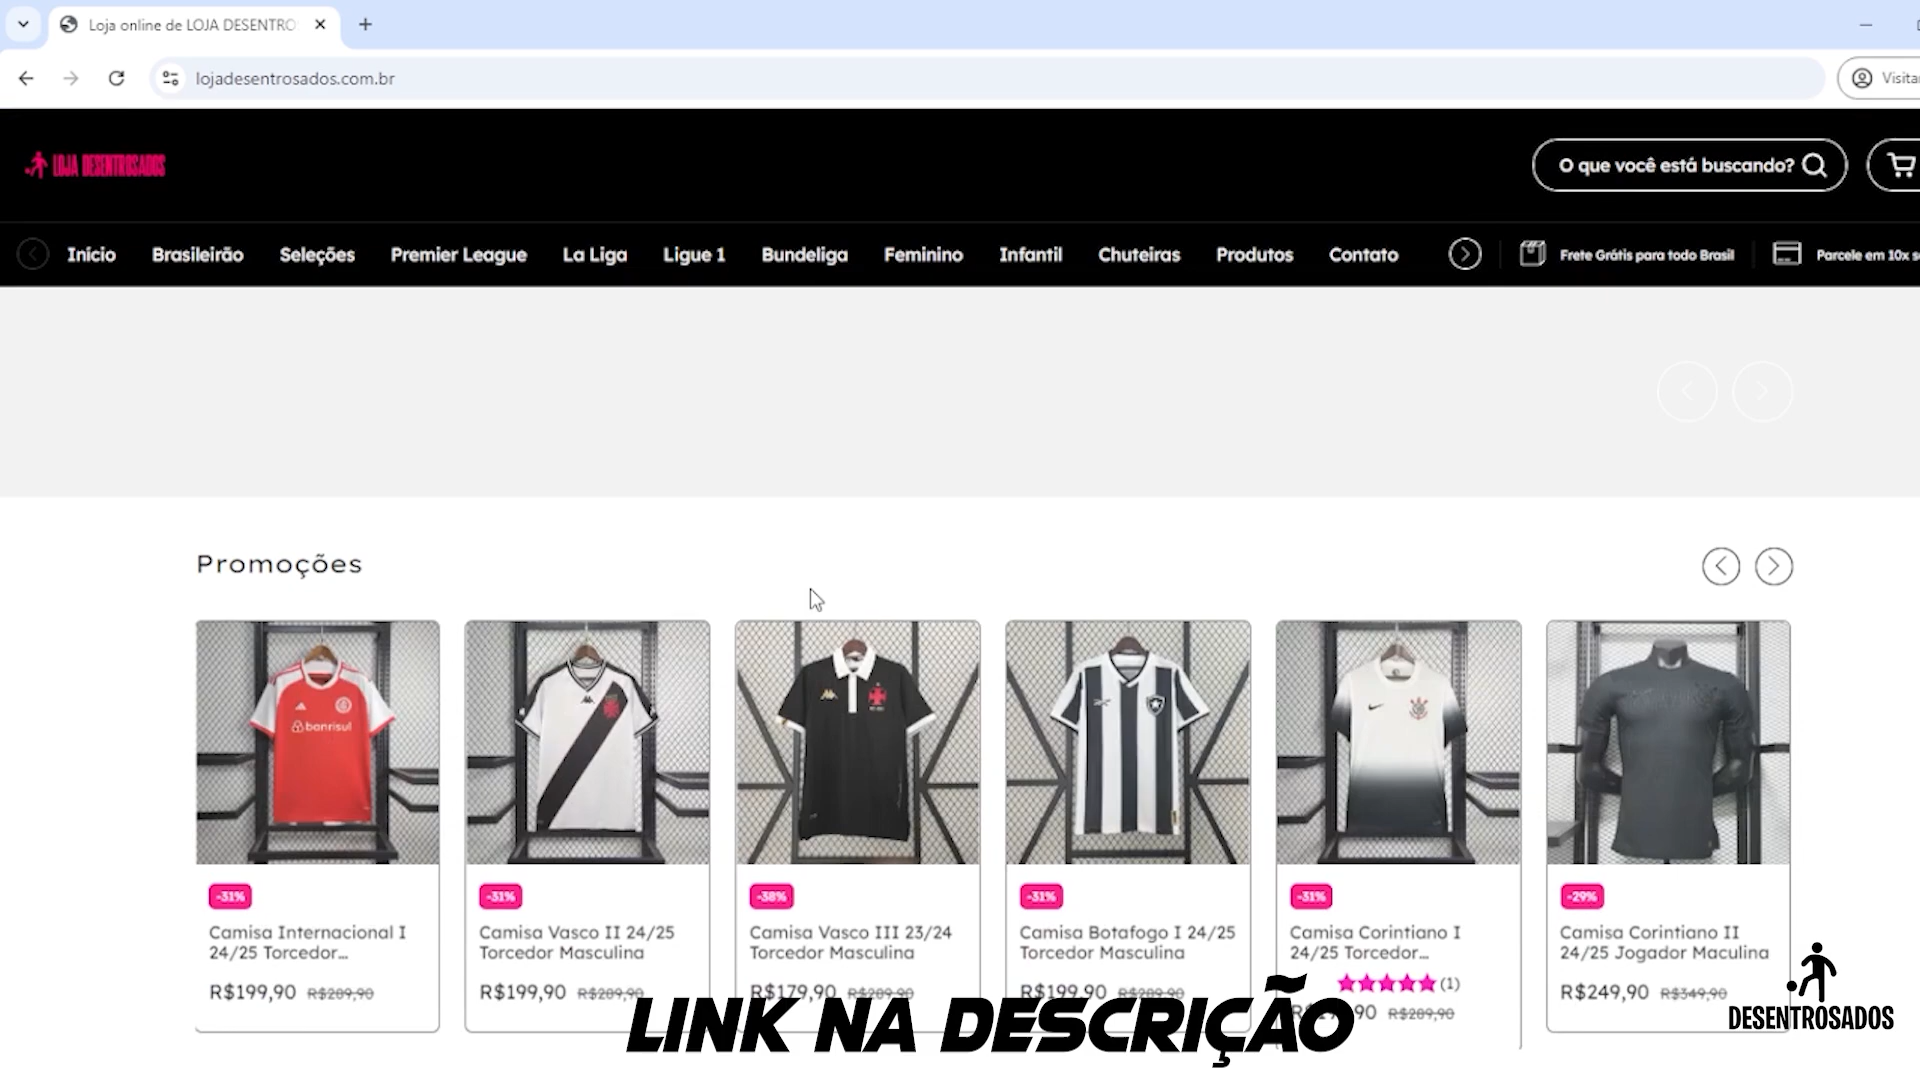 Loja online de LOJA DESENTRO
lojadesentrosados.com.br
Visita
LOJA DESENTROSADOS
O que você está buscando?
Início Brasileirão Seleções Premier League La Liga Ligue 1 Bundeliga Feminino Infantil Chuteiras Produtos Contato Frete Grátis para todo Brasil Parcele em 10x s
Promoções
banrisul
-31%
Camisa Internacional I
24/25 Torcedor...
R$199,90 R$289,90
-31%
Camisa Vasco II 24/25
Torcedor Masculina
R$199,90 R$289,90
-38%
Camisa Vasco III 23/24
Torcedor Masculina
R$179,90 R$289,90
-31%
Camisa Botafogo I 24/25
Torcedor Masculina
R$199,90 R$289,90
-31%
Camisa Corintiano I
24/25 Torcedor...
(1)
90 R$289,90
-29%
Camisa Corintiano II
24/25 Jogador Maculina
R$249,90 R$349,90
LINK NA DESCRIÇÃO
DESENTROSADOS